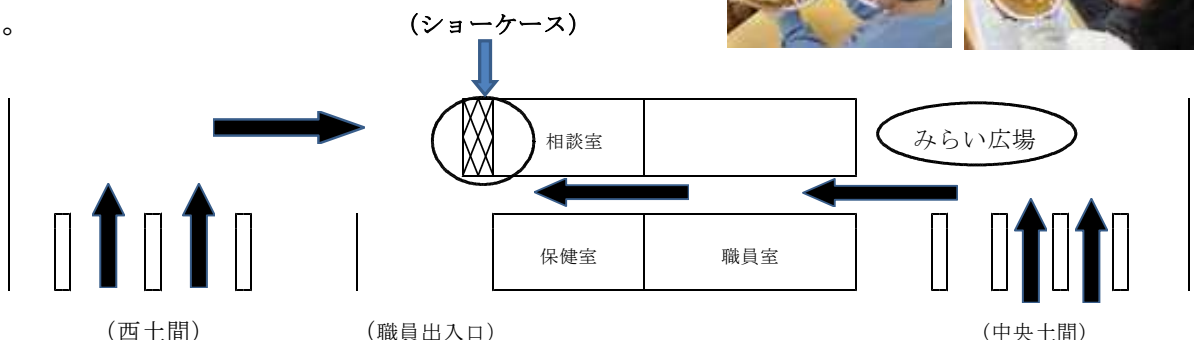 。
（ショーケース）
相談室
みらい広場
保健室
職員室
（西土間）
（職員出入口）
（中央土間）